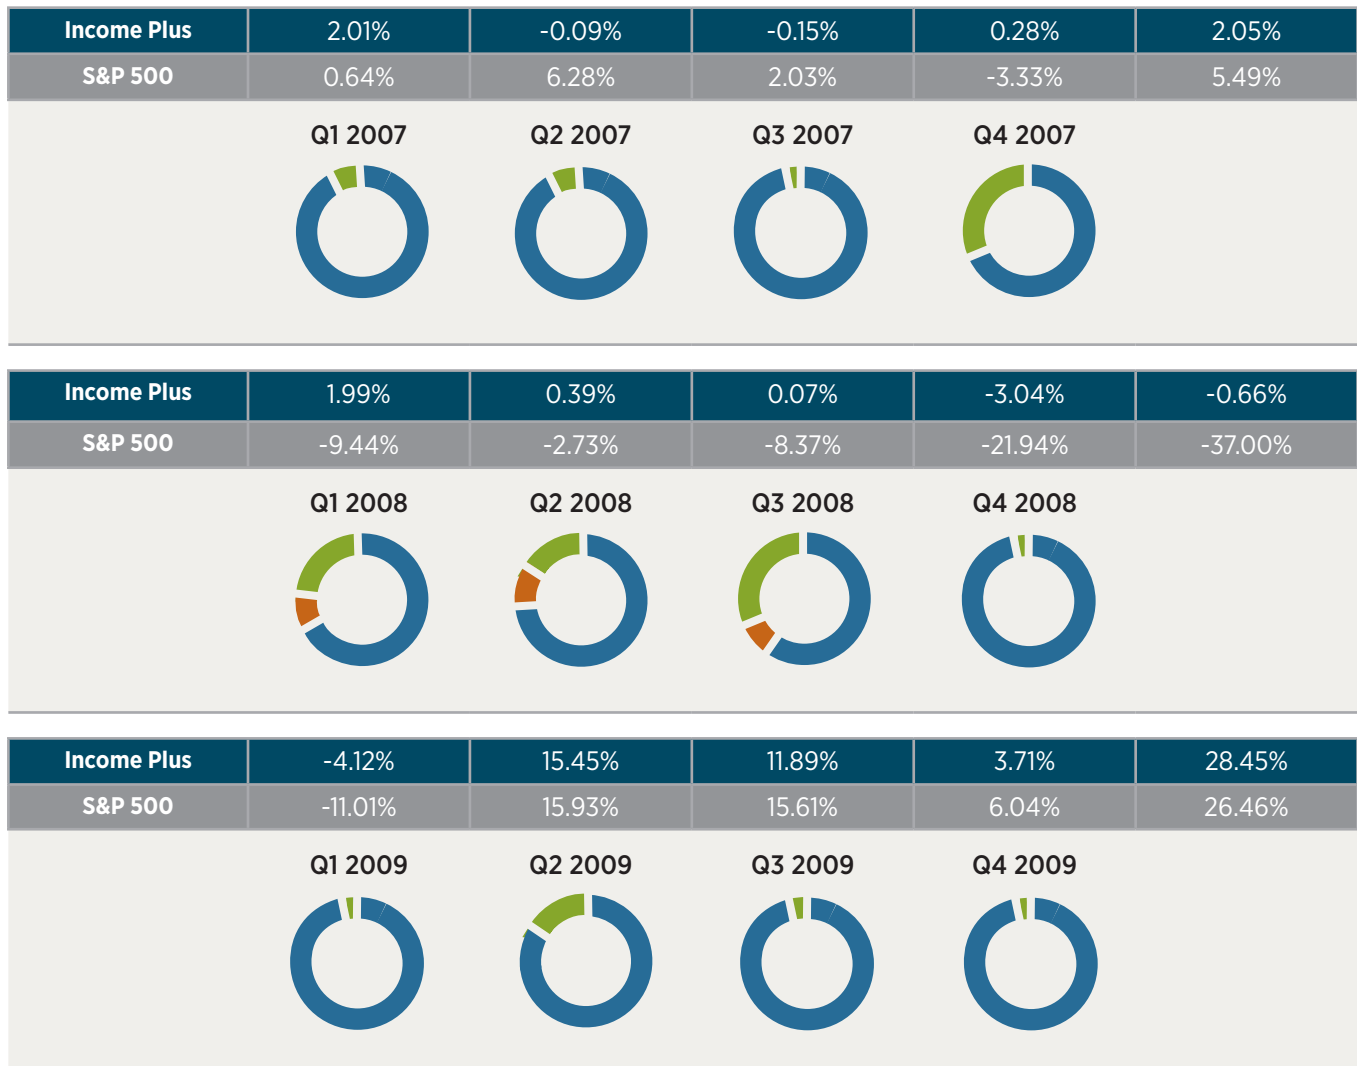 Income Plus 2.01% -0.09% -0.15% 0.28% 2.05%
S&P 500 0.64% 6.28% 2.03% -3.33% 5.49%
Q1 2007 Q2 2007 Q3 2007 Q4 2007
Income Plus 1.99% 0.39% 0.07% -3.04% -0.66%
S&P 500 -9.44% -2.73% -8.37% -21.94% -37.00%
Q1 2008 Q2 2008 Q3 2008 Q4 2008
Income Plus -4.12% 15.45% 11.89% 3.71% 28.45%
S&P 500 -11.01% 15.93% 15.61% 6.04% 26.46%
Q1 2009 Q2 2009 Q3 2009 Q4 2009